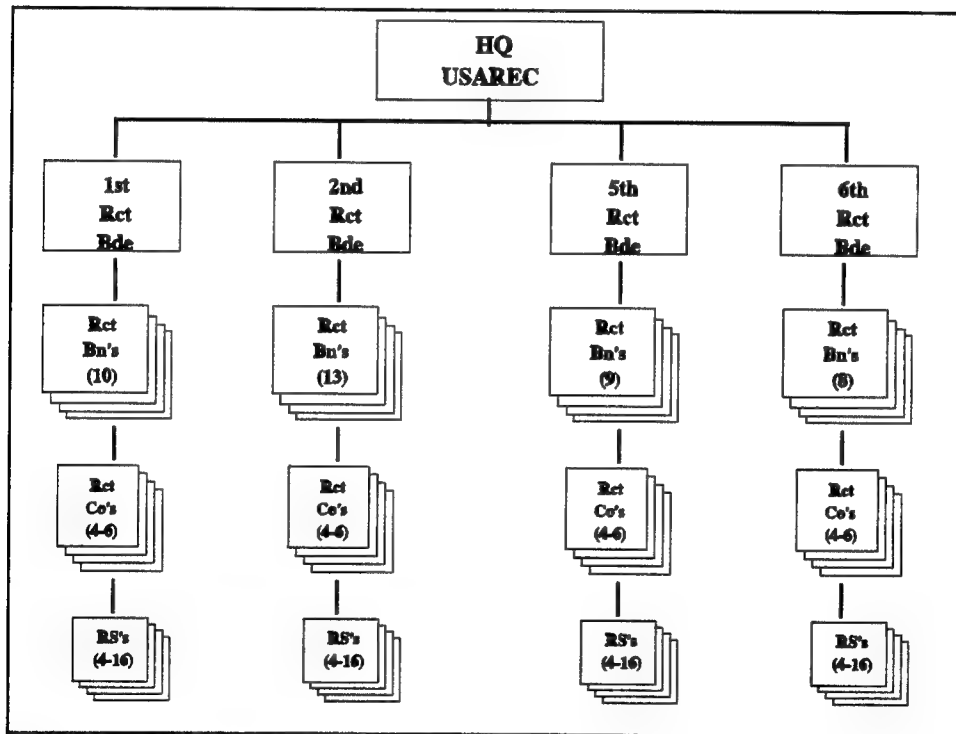 HQ
USAREC
1st
Rct
Bde
2nd
Rct
Bde
5th
Rct
Bde
6th
Rct
Bde
Rct
Bn's
(10)
Rct
Bn's
(13)
Rct
Bn's
(9)
Rct
Bn's
(8)
Rct
Co's
(4-6)
Rct
Co's
(4-6)
Rct
Co's
(4-6)
Rct
Co's
(4-6)
RS's
(4-16)
RS's
(4-16)
RS's
(4-16)
RS's
(4-16)